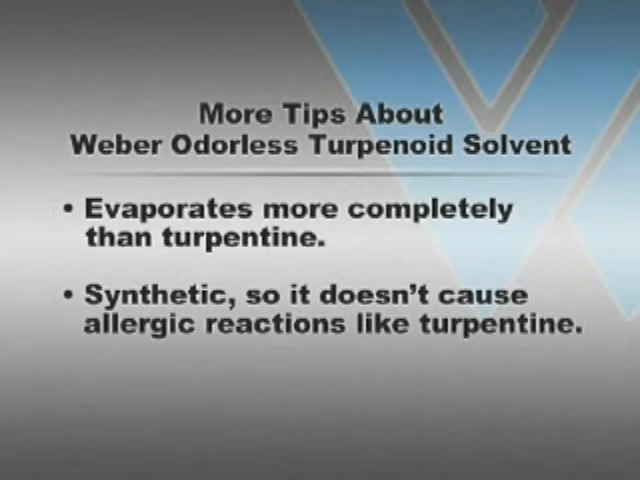 More Tips About
Weber Odorless Turpenoid Solvent
• Evaporates more completely
than turpentine.
• Synthetic, so it doesn't cause
allergic reactions like turpentine.